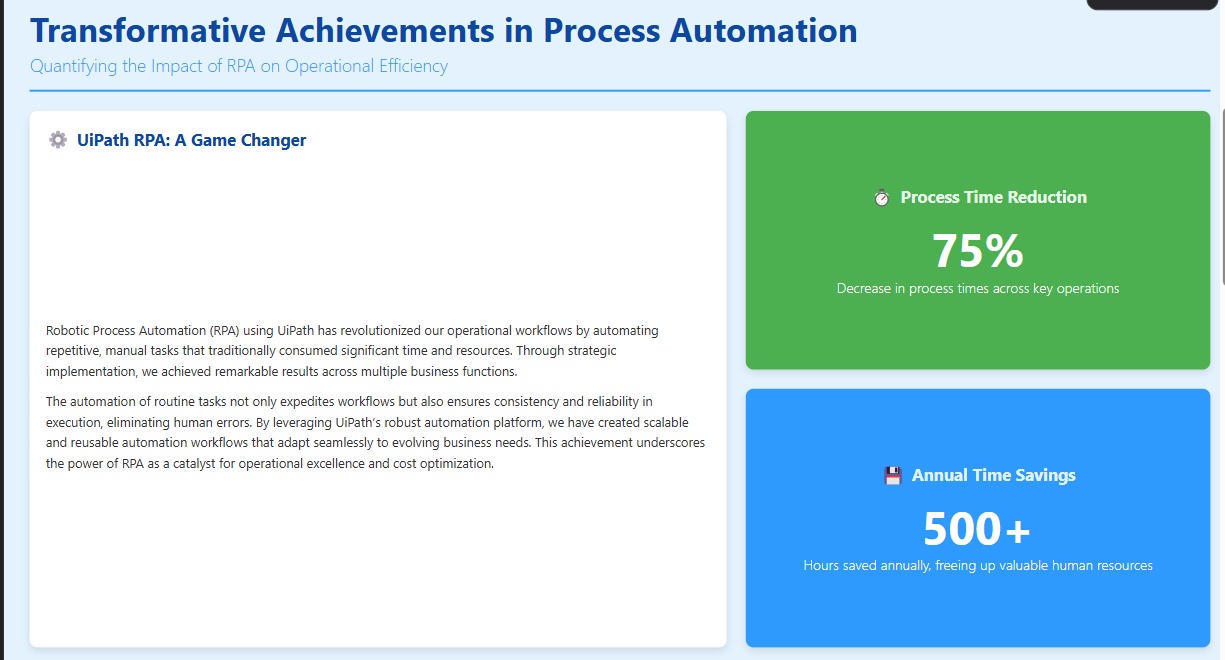 Transformative Achievements in Process Automation
Quantifying the Impact of RPA on Operational Efficiency
UiPath RPA: A Game Changer
Robotic Process Automation (RPA) using UiPath has revolutionized our operational workflows by automating
repetitive, manual tasks that traditionally consumed significant time and resources. Through strategic
implementation, we achieved remarkable results across multiple business functions.
The automation of routine tasks not only expedites workflows but also ensures consistency and reliability in
execution, eliminating human errors. By leveraging UiPath's robust automation platform, we have created scalable
and reusable automation workflows that adapt seamlessly to evolving business needs. This achievement underscores
the power of RPA as a catalyst for operational excellence and cost optimization.
Process Time Reduction
75%
Decrease in process times across key operations
Annual Time Savings
500+
Hours saved annually, freeing up valuable human resources